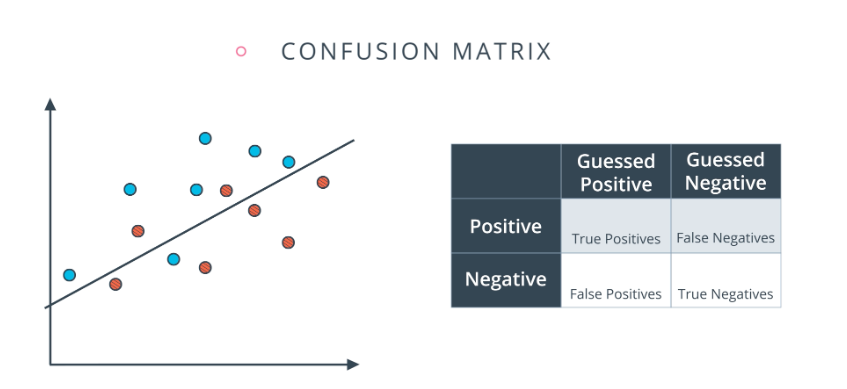 CONFUSION MATRIX
Guessed Positive
Guessed Negative
Positive
True Positives
False Negatives
Negative
False Positives
True Negatives